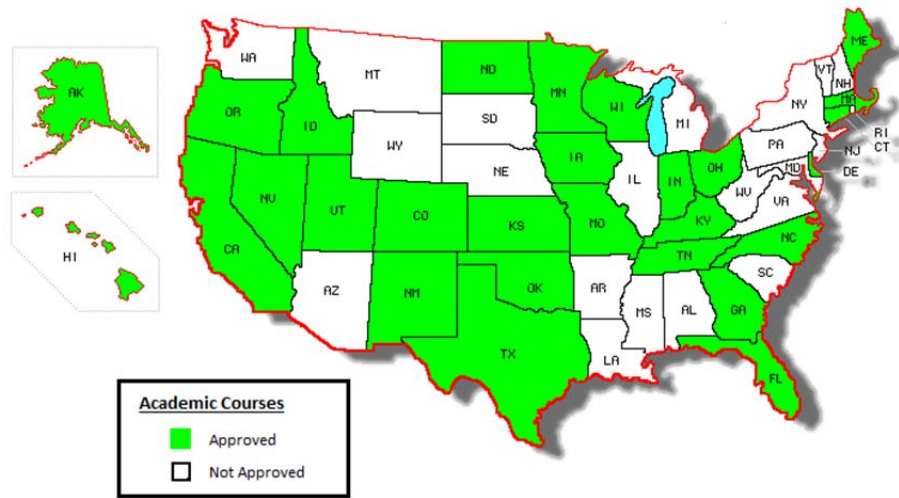 ME
WA
VT
NH
MT
ND
AK
MN
OR
MA
WI
NY
ID
SD
MI
RI
WY
CT
PA
NJ
IA
NE
OH
MD
DE
IL
IN
NV
WV
UT
VA
CO
CA
KS
MO
KY
HI
NC
TN
OK
SC
AZ
NM
AR
GA
MS
AL
TX
LA
FL
Academic Courses
Approved
Not Approved